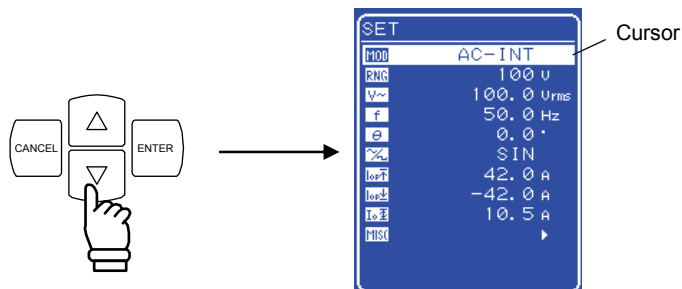 SET
Cursor
MOD AC-INT
RNG 100 V
V~ 100.0 Vrms
f 50.0 Hz
θ 0.0°
SIN
42.0 A
-42.0 A
10.5 A
MISC
CANCEL
ENTER